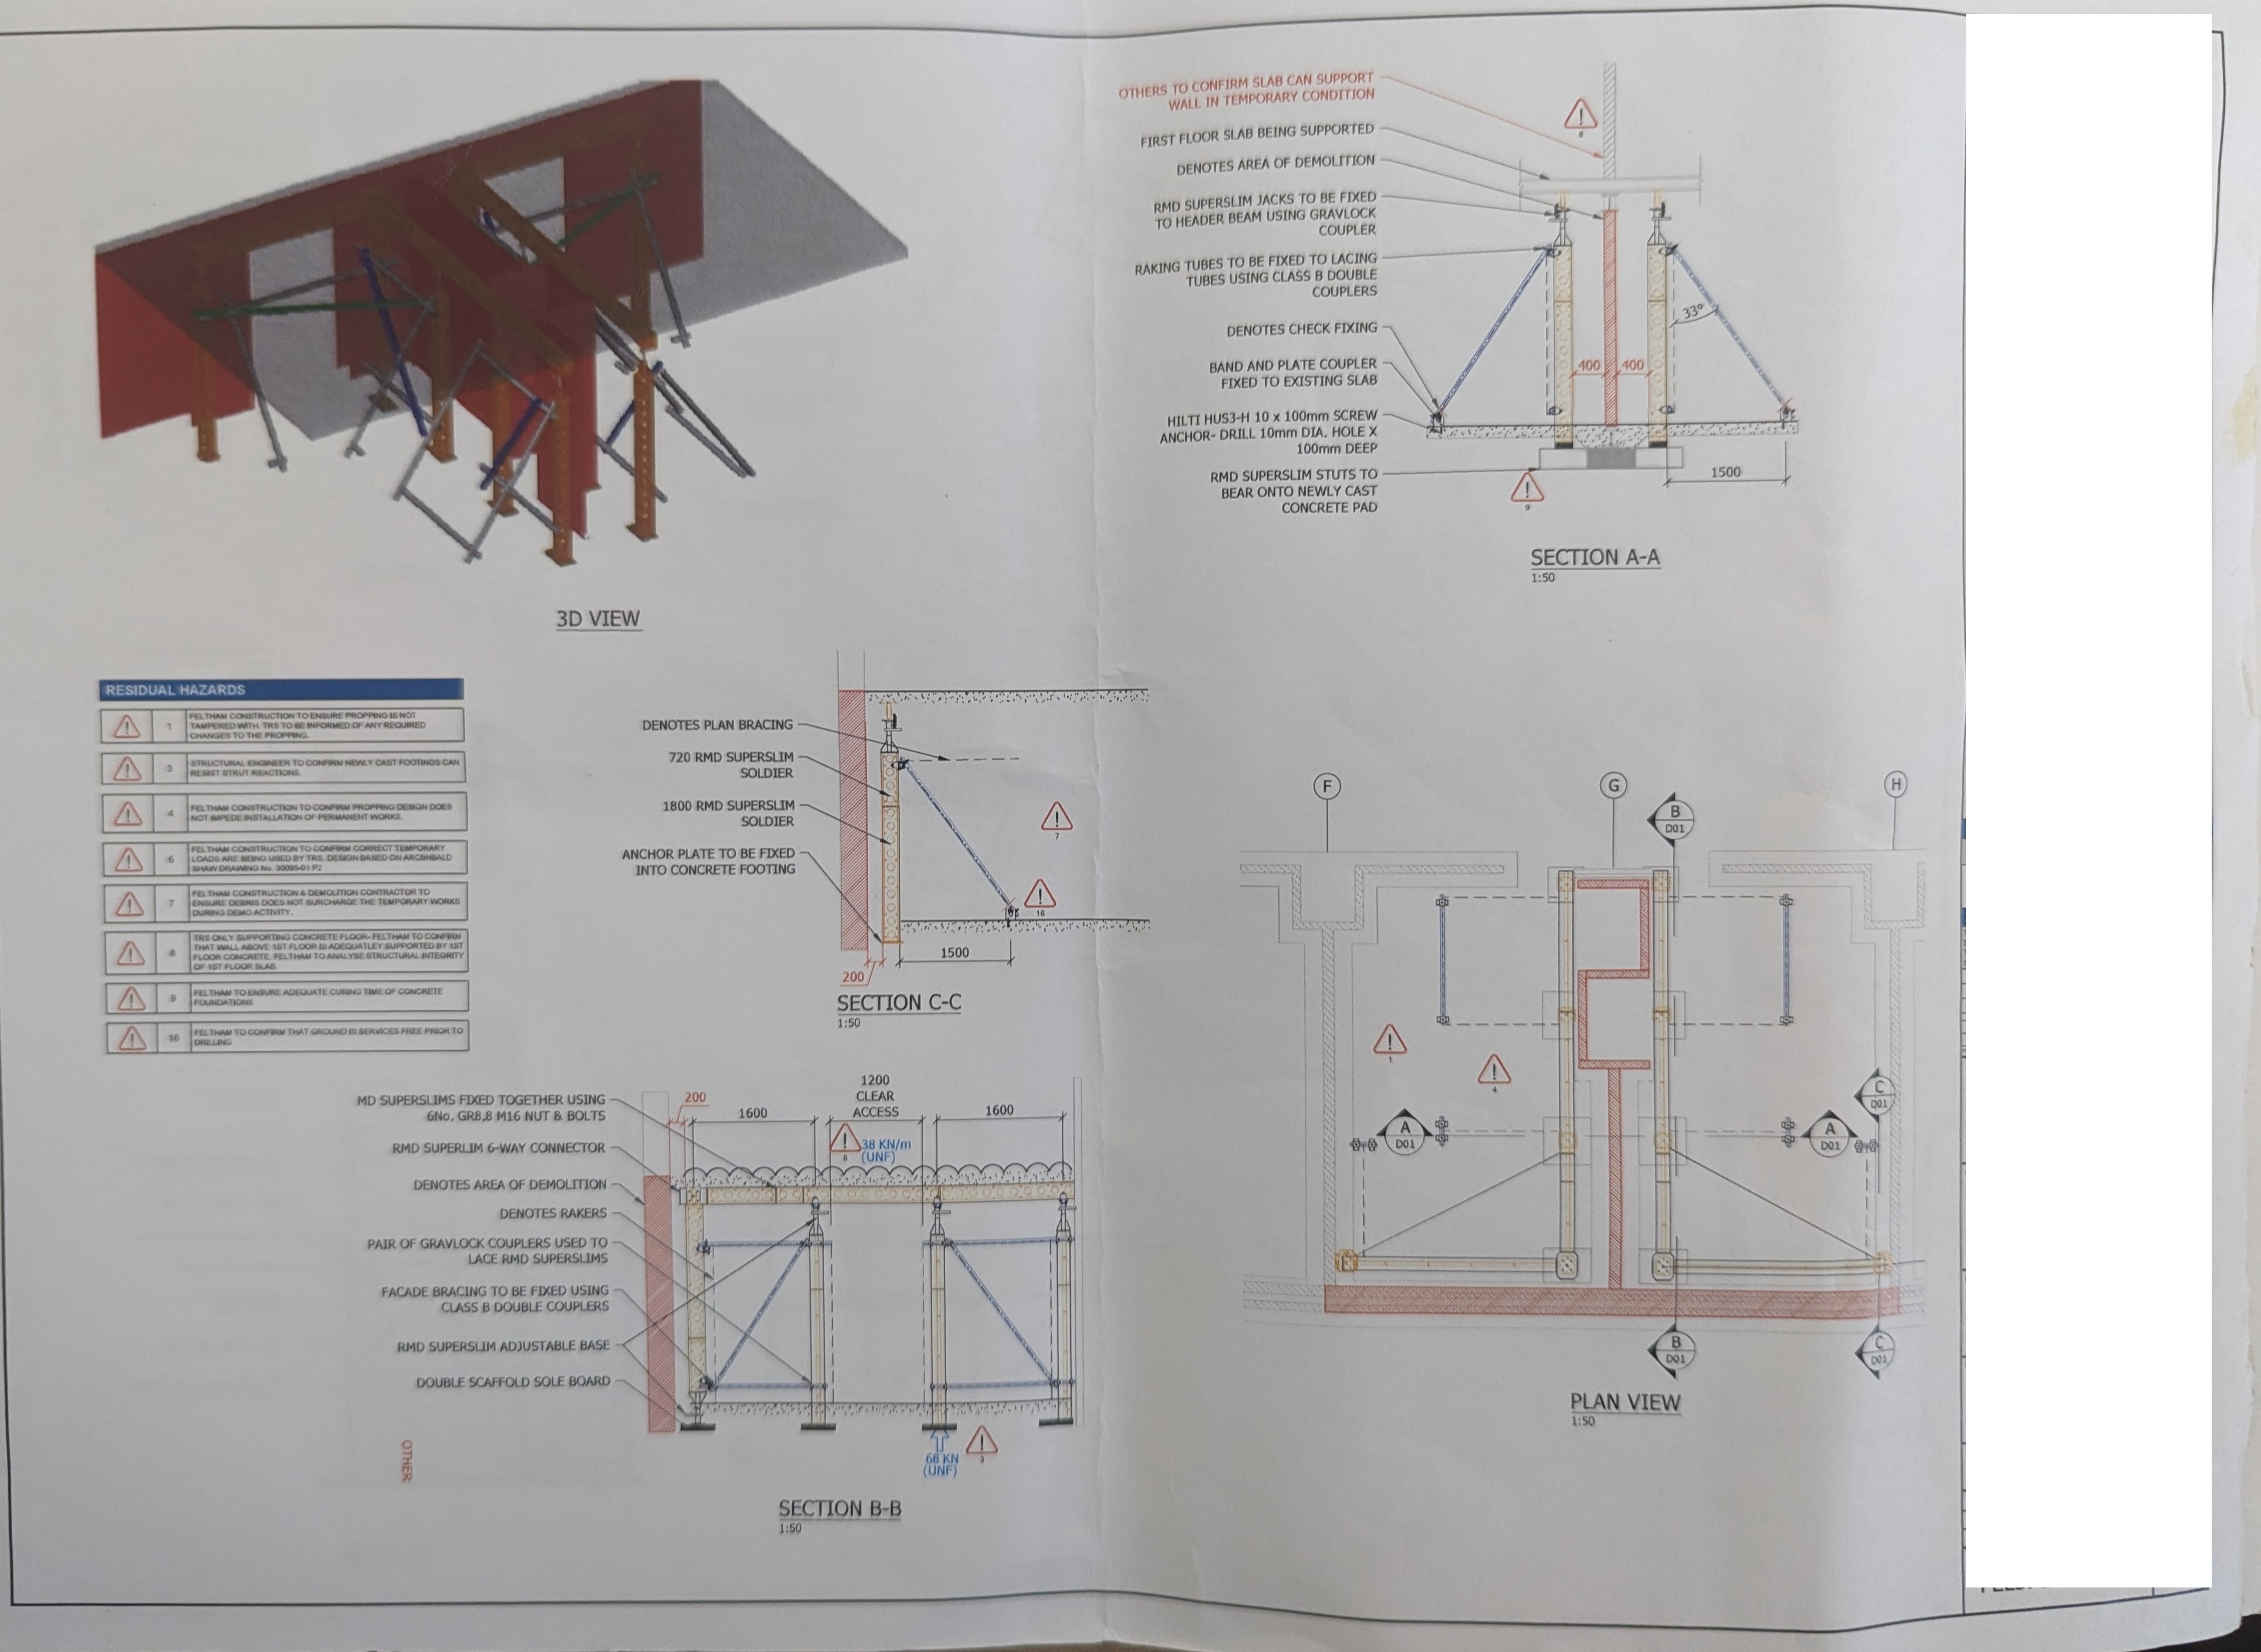 3D VIEW
OTHERS TO CONFIRM SLAB CAN SUPPORT
WALL IN TEMPORARY CONDITION
FIRST FLOOR SLAB BEING SUPPORTED
DENOTES AREA OF DEMOLITION
RMD SUPERSLIM JACKS TO BE FIXED
TO HEADER BEAM USING GRAVLOCK
COUPLER
RAKING TUBES TO BE FIXED TO LACING
TUBES USING CLASS B DOUBLE
COUPLERS
DENOTES CHECK FIXING
BAND AND PLATE COUPLER
FIXED TO EXISTING SLAB
HILTI HUS3-H 10 x 100mm SCREW
ANCHOR- DRILL 10mm DIA. HOLE X
100mm DEEP
RMD SUPERSLIM STUTS TO
BEAR ONTO NEWLY CAST
CONCRETE PAD
8
33°
400
400
1500
9
SECTION A-A
1:50
RESIDUAL HAZARDS
1
FELTHAM CONSTRUCTION TO ENSURE PROPPING IS NOT
TAMPERED WITH. TRS TO BE INFORMED OF ANY REQUIRED
CHANGES TO THE PROPPING.
3
STRUCTURAL ENGINEER TO CONFIRM NEWLY CAST FOOTINGS CAN
RESIST STRUT REACTIONS.
4
FELTHAM CONSTRUCTION TO CONFIRM PROPPING DESIGN DOES
NOT IMPEDE INSTALLATION OF PERMANENT WORKS.
6
FELTHAM CONSTRUCTION TO CONFIRM CORRECT TEMPORARY
LOADS ARE BEING USED BY TRS. DESIGN BASED ON ARCHIBALD
SHAW DRAWING No. 20095-01 P2
7
FELTHAM CONSTRUCTION & DEMOLITION CONTRACTOR TO
ENSURE DEBRIS DOES NOT SURCHARGE THE TEMPORARY WORKS
DURING DEMO ACTIVITY.
8
TRS ONLY SUPPORTING CONCRETE FLOOR- FELTHAM TO CONFIRM
THAT WALL ABOVE 1ST FLOOR IS ADEQUATLEY SUPPORTED BY 1ST
FLOOR CONCRETE. FELTHAM TO ANALYSE STRUCTURAL INTEGRITY
OF 1ST FLOOR SLAB.
9
FELTHAM TO ENSURE ADEQUATE CURING TIME OF CONCRETE
FOUNDATIONS
16
FELTHAM TO CONFIRM THAT GROUND IS SERVICES FREE PRIOR TO
DRILLING
DENOTES PLAN BRACING
720 RMD SUPERSLIM
SOLDIER
1800 RMD SUPERSLIM
SOLDIER
ANCHOR PLATE TO BE FIXED
INTO CONCRETE FOOTING
7
16
1500
200
SECTION C-C
1:50
MD SUPERSLIMS FIXED TOGETHER USING
6No. GR8.8 M16 NUT & BOLTS
RMD SUPERLIM 6-WAY CONNECTOR
DENOTES AREA OF DEMOLITION
DENOTES RAKERS
PAIR OF GRAVLOCK COUPLERS USED TO
LACE RMD SUPERSLIMS
FACADE BRACING TO BE FIXED USING
CLASS B DOUBLE COUPLERS
RMD SUPERSLIM ADJUSTABLE BASE
DOUBLE SCAFFOLD SOLE BOARD
200
1600
1200
CLEAR
ACCESS
1600
6
38 KN/m
(UNF)
68 KN
(UNF)
3
OTHER
SECTION B-B
1:50
F
G
H
B
D01
1
4
A
D01
A
D01
C
D01
B
D01
C
D01
PLAN VIEW
1:50